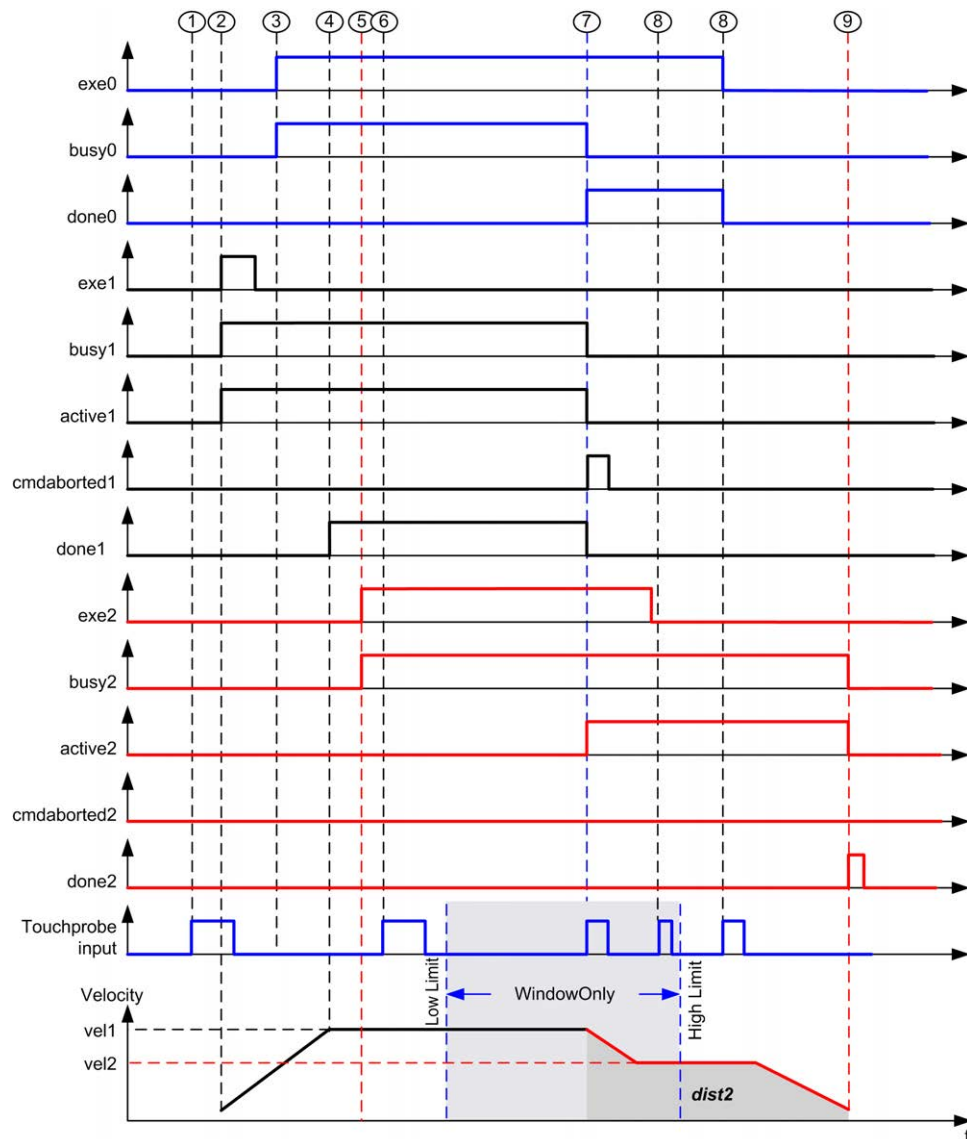 1 2 3 4 5 6 7 8 8 9
exe0
busy0
done0
exe1
busy1
active1
cmdaborted1
done1
exe2
busy2
active2
cmdaborted2
done2
Touchprobe
input
Low Limit
WindowOnly
High Limit
Velocity
vel1
vel2
dist2
t